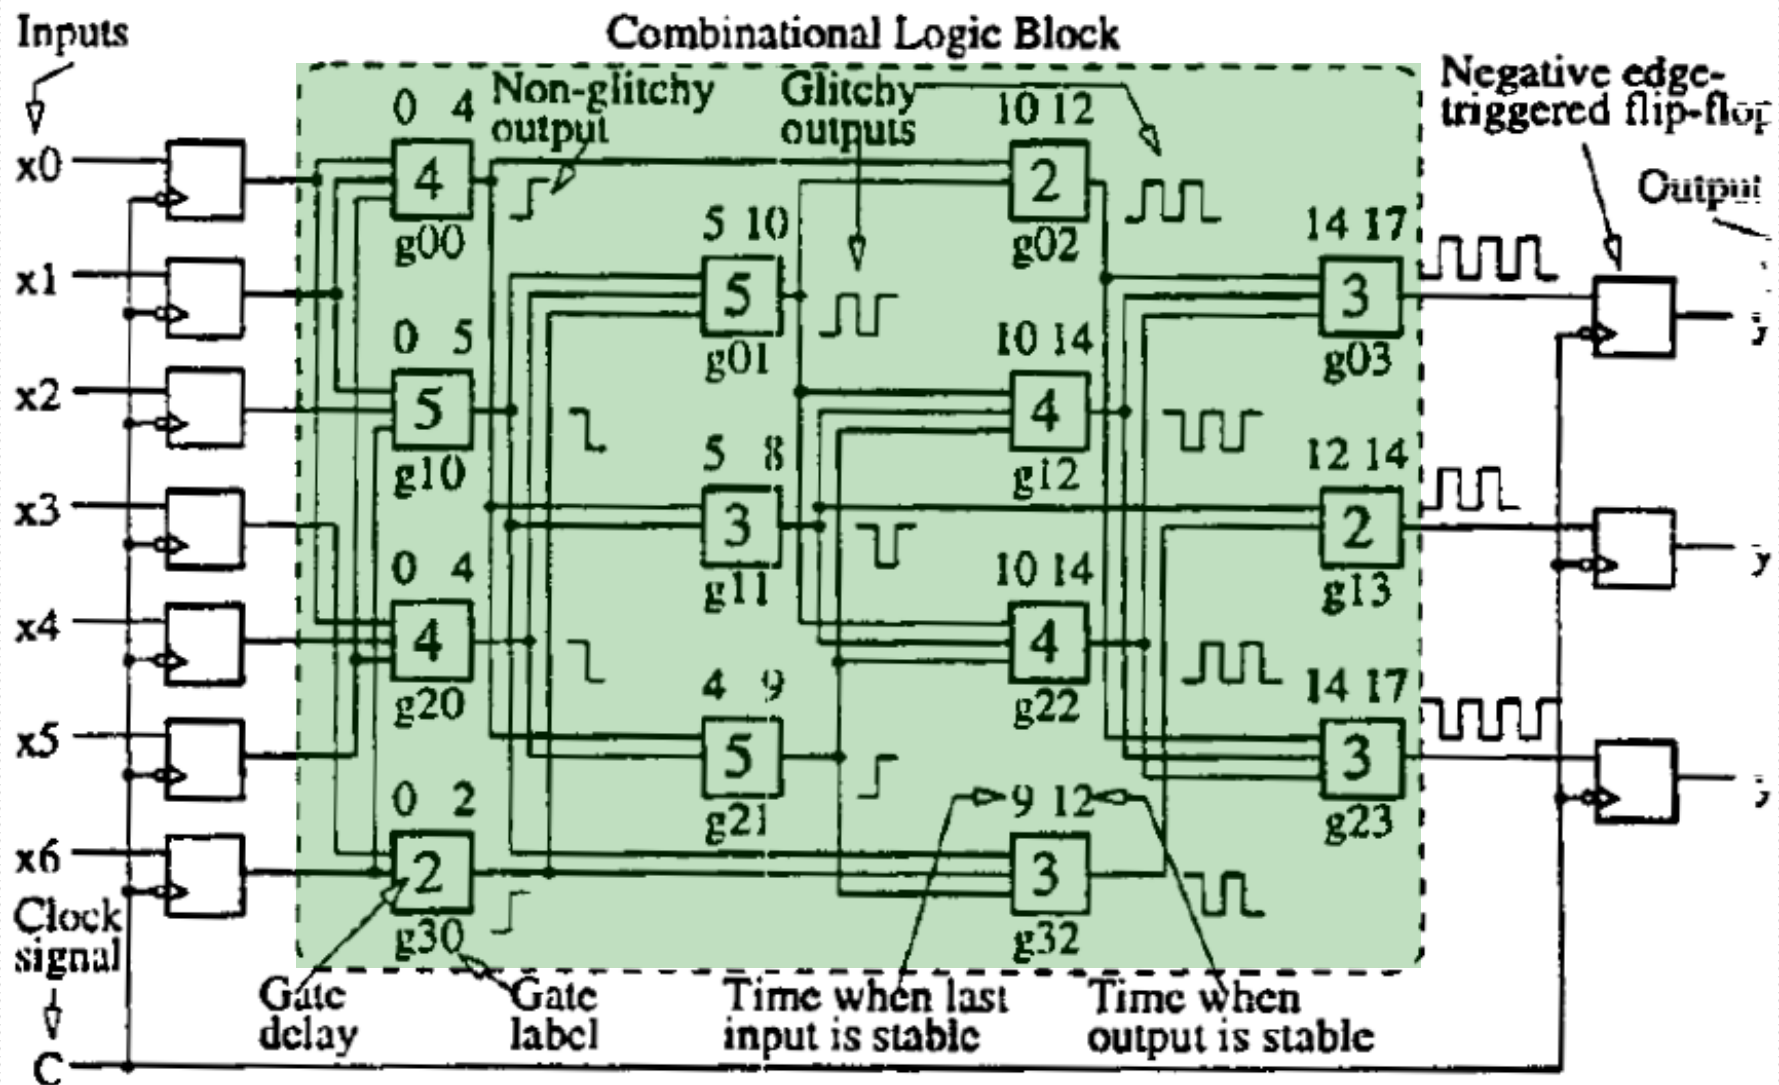 Inputs
Combinational Logic Block
Non-glitchy
output
Glitchy
outputs
Negative edge-
triggered flip-flop
Output
x0
x1
x2
x3
x4
x5
x6
Clock
signal
C
0 4
4
g00
0 5
5
g10
0 4
4
g20
0 2
2
g30
5 10
5
g01
5 8
3
g11
4 9
5
g21
10 12
2
g02
10 14
4
g12
10 14
4
g22
9 12
3
g32
14 17
3
g03
12 14
2
g13
14 17
3
g23
y
Gate
delay
Gate
label
Time when last
input is stable
Time when
output is stable